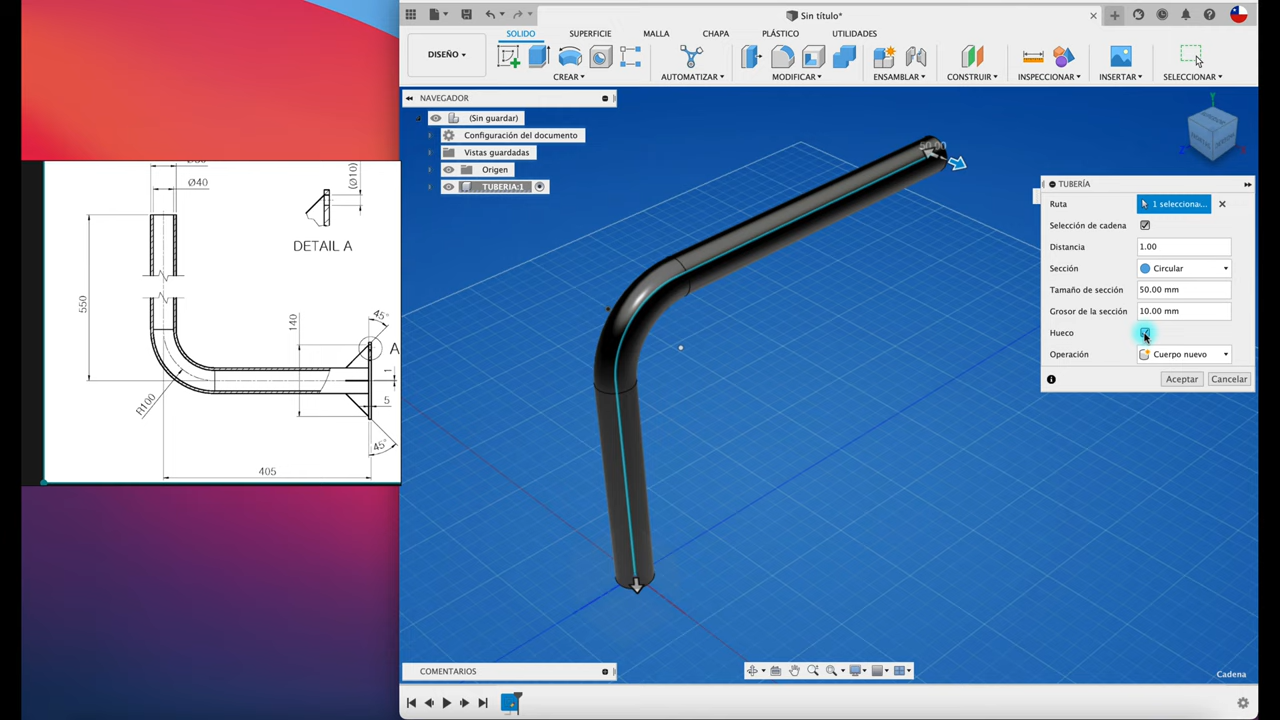 Sin título*
DISEÑO
SOLIDO
SUPERFICIE
MALLA
CHAPA
PLÁSTICO
UTILIDADES
CREAR
AUTOMATIZAR
MODIFICAR
ENSAMBLAR
CONSTRUIR
INSPECCIONAR
INSERTAR
SELECCIONAR
NAVEGADOR
(Sin guardar)
Configuración del documento
Vistas guardadas
Origen
TUBERIA:1
Ø40
(Ø10)
DETAIL A
550
140
45°
A
1
5
R100
45°
405
50.00
TUBERÍA
Ruta
1 selecciona...
Selección de cadena
Distancia
1.00
Sección
Circular
Tamaño de sección
50.00 mm
Grosor de la sección
10.00 mm
Hueco
Operación
Cuerpo nuevo
Aceptar
Cancelar
COMENTARIOS
Cadena